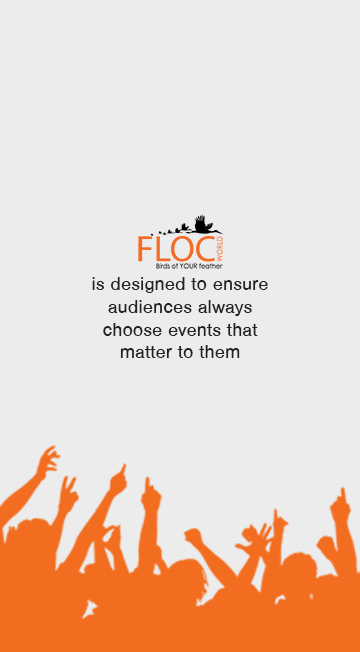 FLOC WORLD
Birds of YOUR feather
is designed to ensure
audiences always
choose events that
matter to them